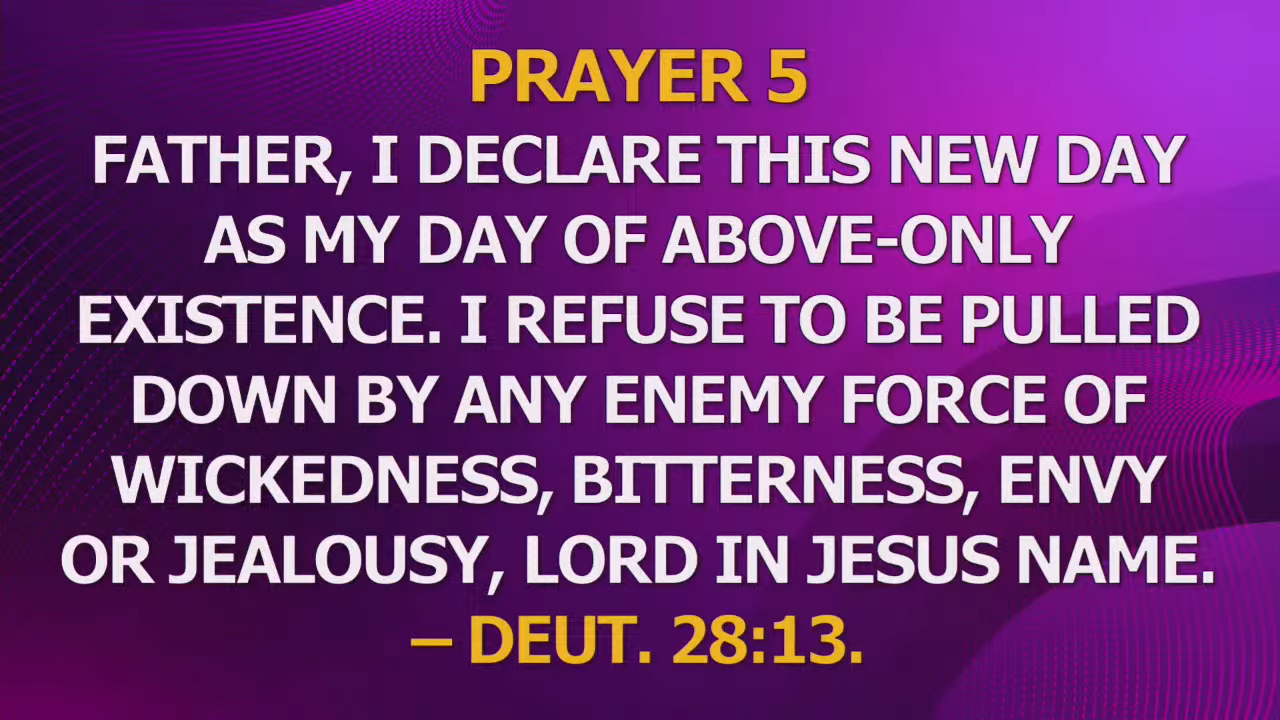 PRAYER 5
FATHER, I DECLARE THIS NEW DAY
AS MY DAY OF ABOVE-ONLY
EXISTENCE. I REFUSE TO BE PULLED
DOWN BY ANY ENEMY FORCE OF
WICKEDNESS, BITTERNESS, ENVY
OR JEALOUSY, LORD IN JESUS NAME.
– DEUT. 28:13.